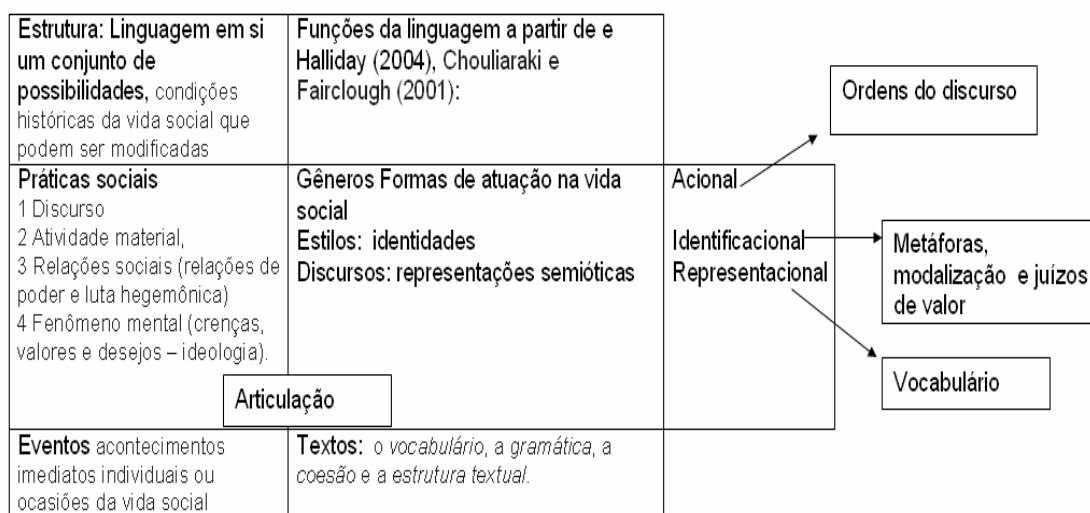 Estrutura: Linguagem em si
um conjunto de
possibilidades, condições
históricas da vida social que
podem ser modificadas
Funções da linguagem a partir de e
Halliday (2004), Chouliaraki e
Fairclough (2001):
Ordens do discurso
Práticas sociais
1 Discurso
2 Atividade material,
3 Relações sociais (relações de
poder e luta hegemônica)
4 Fenômeno mental (crenças,
valores e desejos – ideologia).
Gêneros Formas de atuação na vida
social
Estilos: identidades
Discursos: representações semióticas
Acional
Identificacional
Representacional
Metáforas,
modalização e juízos
de valor
Vocabulário
Articulação
Eventos acontecimentos
imediatos individuais ou
ocasiões da vida social
Textos: o vocabulário, a gramática, a
coesão e a estrutura textual.